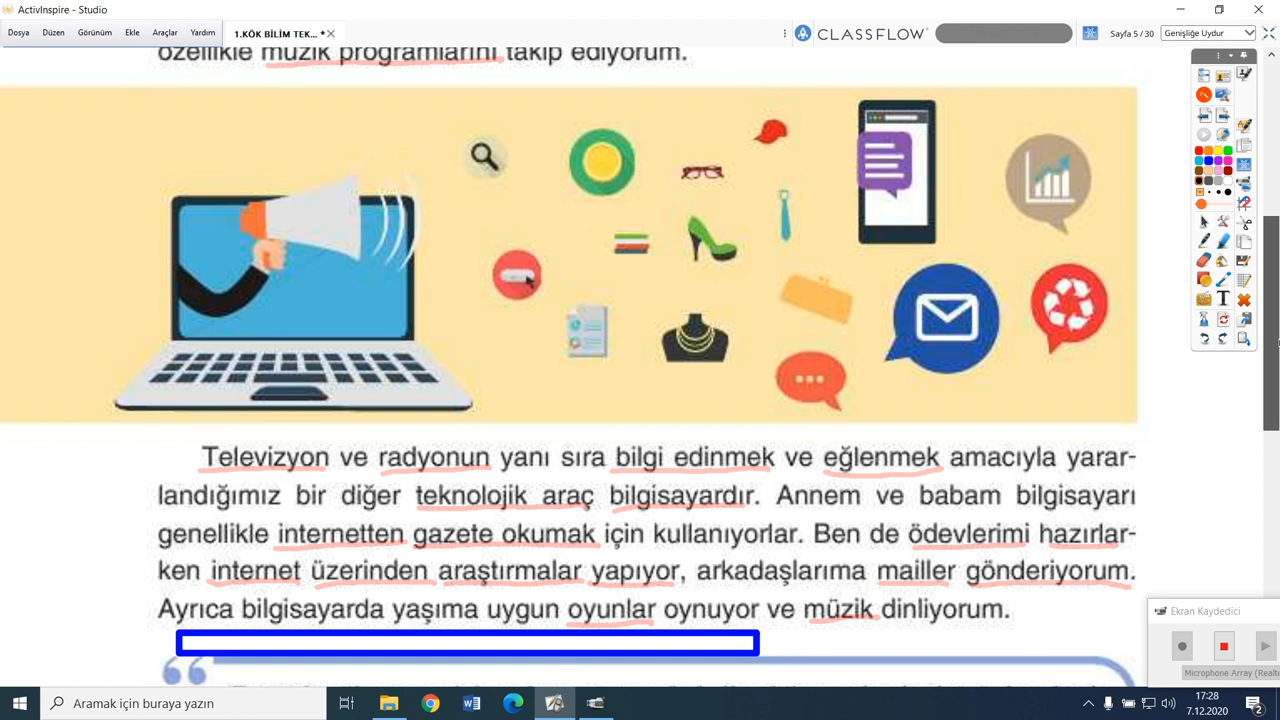 ActivInspire - Studio
Dosya Düzen Görünüm Ekle Araçlar Yardım
1.KÖK BİLİM TEK... *
CLASSFLOW
Sayfa 5 / 30
Genişliğe Uydur
özellikle müzik programlarını takip ediyorum.
Televizyon ve radyonun yanı sıra bilgi edinmek ve eğlenmek amacıyla yarar-
landığımız bir diğer teknolojik araç bilgisayardır. Annem ve babam bilgisayarı
genellikle internetten gazete okumak için kullanıyorlar. Ben de ödevlerimi hazırlar-
ken internet üzerinden araştırmalar yapıyor, arkadaşlarıma mailler gönderiyorum.
Ayrıca bilgisayarda yaşıma uygun oyunlar oynuyor ve müzik dinliyorum.
Ekran Kaydedici
Microphone Array (Realte
Aramak için buraya yazın
17:28
7.12.2020
2